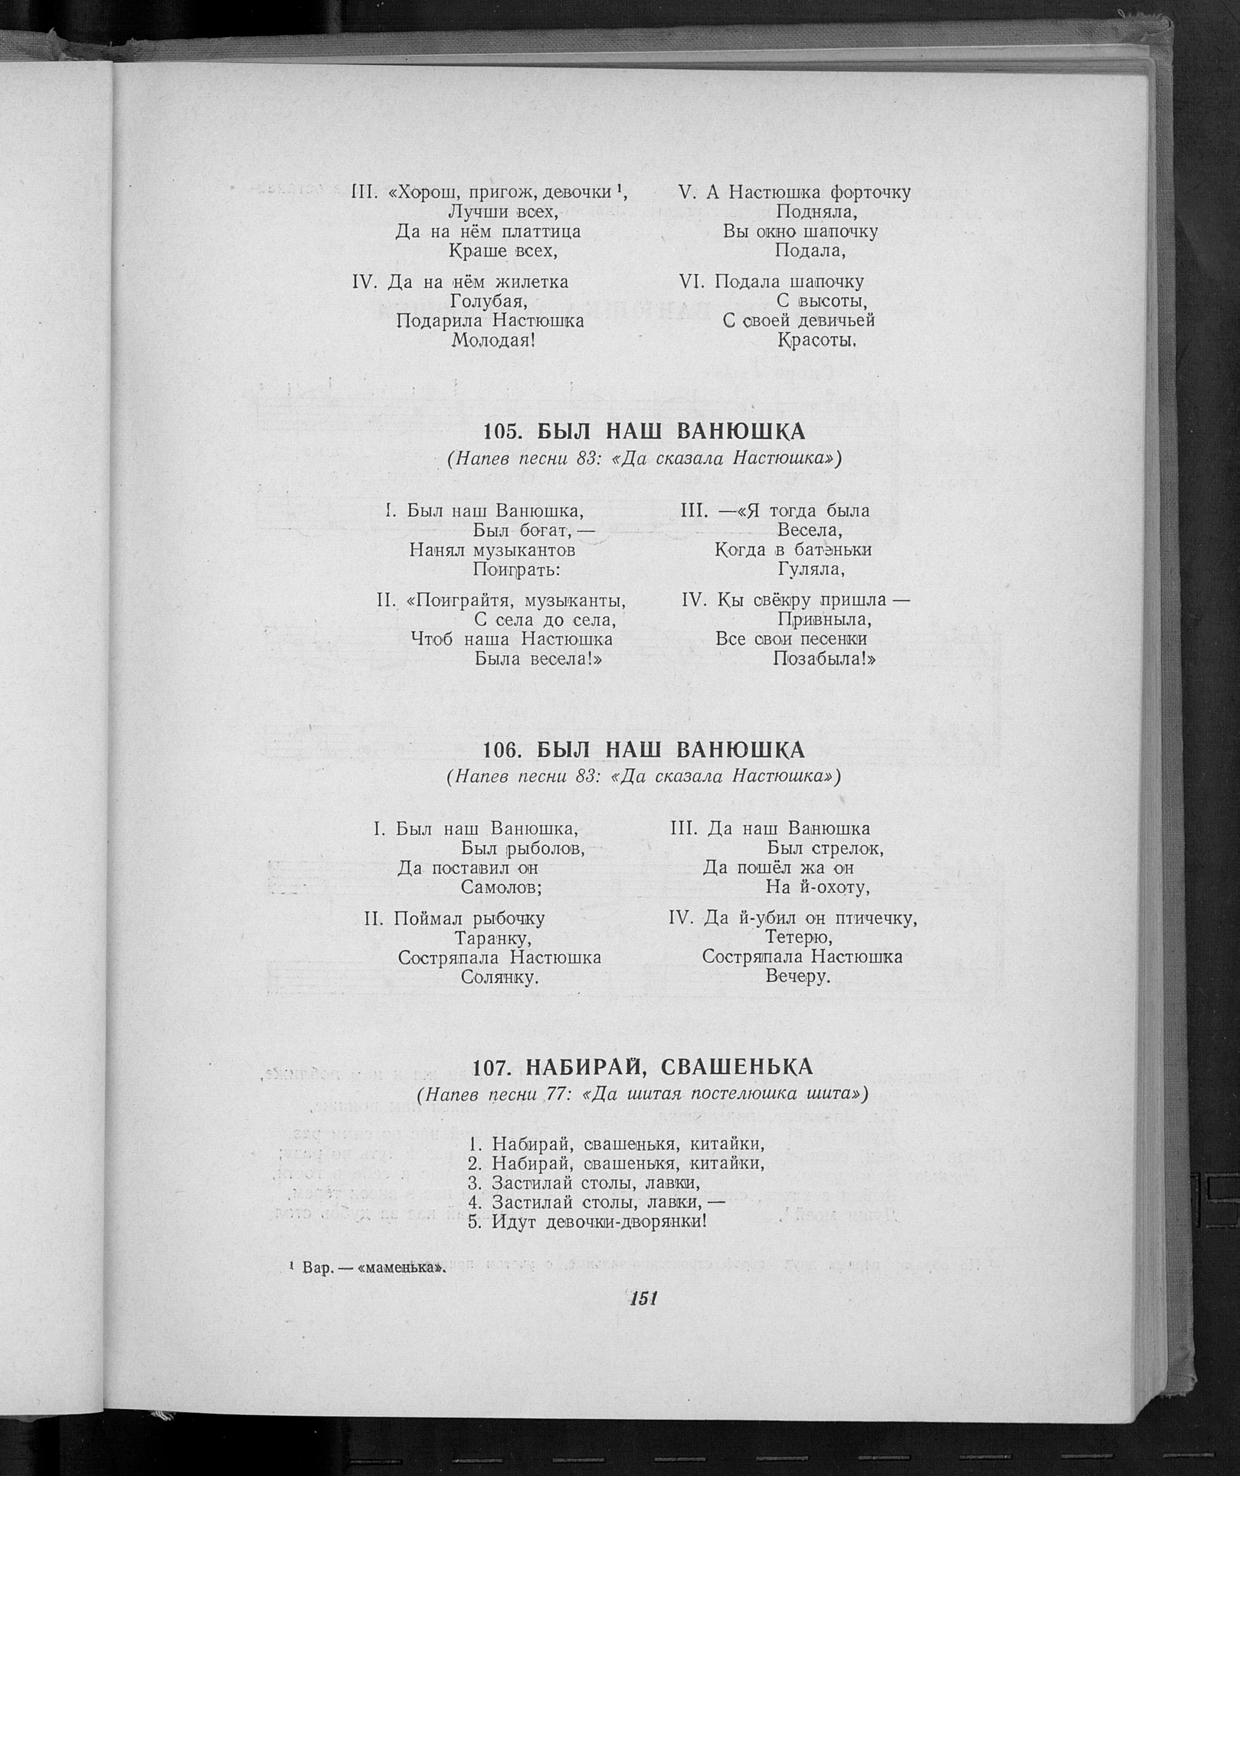 III. «Хорош, пригож, девочки ¹,
Лучши всех,
Да на нём платтица
Краше всех,
IV. Да на нём жилетка
Голубая,
Подарила Настюшка
Молодая!
V. А Настюшка форточку
Подняла,
Вы окно шапочку
Подала,
VI. Подала шапочку
С высоты,
С своей девичьей
Красоты.
105. БЫЛ НАШ ВАНЮШКА
(Напев песни 83: «Да сказала Настюшка»)
I. Был наш Ванюшка,
Был богат, —
Нанял музыкантов
Поиграть:
II. «Поиграйтя, музыканты,
С села до села,
Чтоб наша Настюшка
Была весела!»
III. —«Я тогда была
Весела,
Когда в батэньки
Гуляла,
IV. Кы свёкру пришла —
Привныла,
Все свои песенки
Позабыла!»
106. БЫЛ НАШ ВАНЮШКА
(Напев песни 83: «Да сказала Настюшка»)
I. Был наш Ванюшка,
Был рыболов,
Да поставил он
Самолов;
II. Поймал рыбочку
Таранку,
Состряпала Настюшка
Солянку.
III. Да наш Ванюшка
Был стрелок,
Да пошёл жа он
На й-охоту,
IV. Да й-убил он птичечку,
Тетерю,
Состряпала Настюшка
Вечеру.
107. НАБИРАЙ, СВАШЕНЬКА
(Напев песни 77: «Да шитая постелюшка шита»)
1. Набирай, свашенькя, китайки,
2. Набирай, свашенькя, китайки,
3. Застилай столы, лавки,
4. Застилай столы, лавки, —
5. Идут девочки-дворянки!
¹ Вар. — «маменька».
151